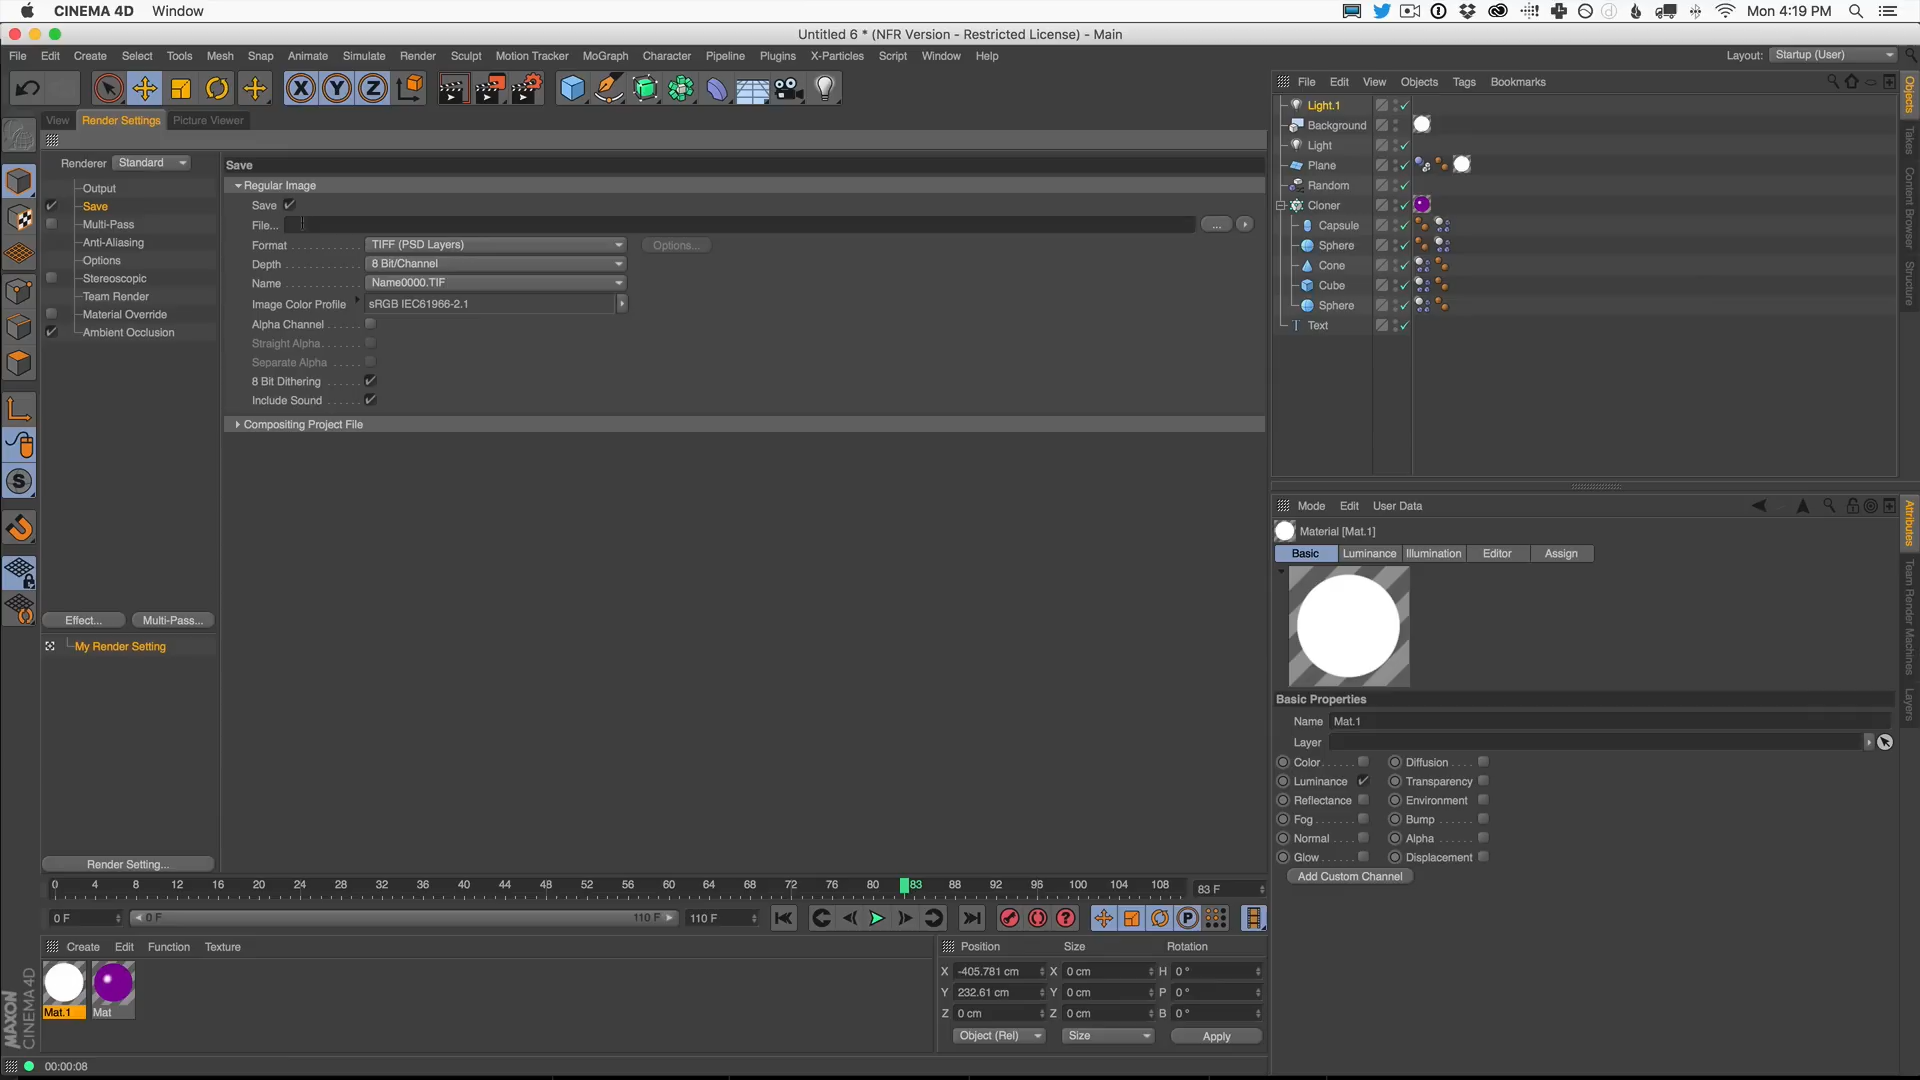 CINEMA 4D Window Mon 4:19 PM
Untitled 6 * (NFR Version - Restricted License) - Main
File Edit Create Select Tools Mesh Snap Animate Simulate Render Sculpt Motion Tracker MoGraph Character Pipeline Plugins X-Particles Script Window Help Layout: Startup (User)
File Edit View Objects Tags Bookmarks
View Render Settings Picture Viewer
Renderer Standard
Output
Save
Multi-Pass
Anti-Aliasing
Options
Stereoscopic
Team Render
Material Override
Ambient Occlusion
Effect... Multi-Pass...
My Render Setting
Render Setting...
Save
Regular Image
Save
File... ...
Format TIFF (PSD Layers) Options...
Depth 8 Bit/Channel
Name Name0000.TIF
Image Color Profile sRGB IEC61966-2.1
Alpha Channel
Straight Alpha
Separate Alpha
8 Bit Dithering
Include Sound
Compositing Project File
Light.1
Background
Light
Plane
Random
Cloner
Capsule
Sphere
Cone
Cube
Sphere
Text
Objects
Takes
Content Browser
Structure
Mode Edit User Data
Material [Mat.1]
Basic Luminance Illumination Editor Assign
Basic Properties
Name Mat.1
Layer
Color Diffusion
Luminance Transparency
Reflectance Environment
Fog Bump
Normal Alpha
Glow Displacement
Add Custom Channel
Attributes
Team Render Machines
Layers
0 4 8 12 16 20 24 28 32 36 40 44 48 52 56 60 64 68 72 76 80 83 88 92 96 100 104 108 83 F
0 F 0 F 110 F 110 F
Create Edit Function Texture
Mat.1 Mat
Position Size Rotation
X -405.781 cm X 0 cm H 0 °
Y 232.61 cm Y 0 cm P 0 °
Z 0 cm Z 0 cm B 0 °
Object (Rel) Size Apply
MAXON
CINEMA 4D
00:00:08